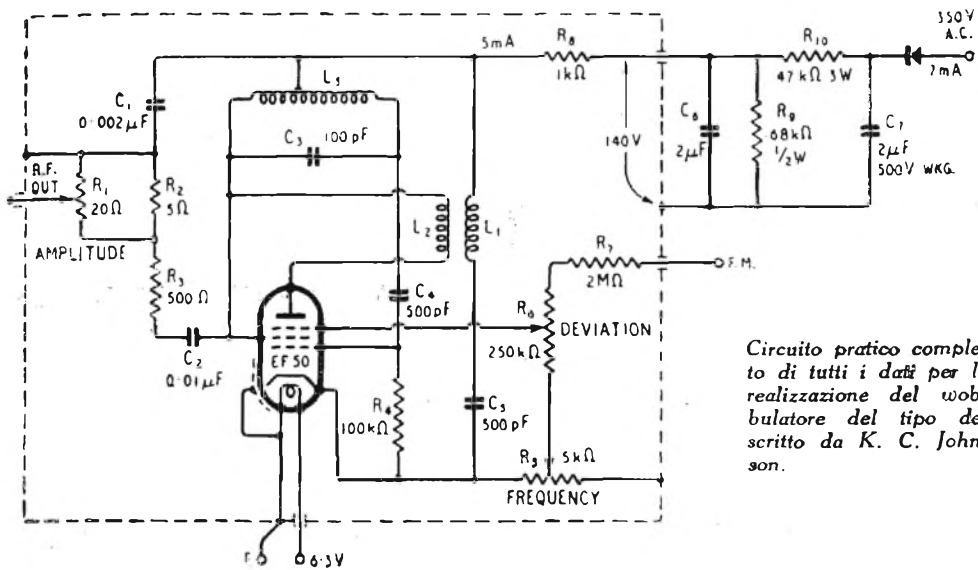 350V
A.C.
7mA
5mA
R8
1kΩ
R10
47kΩ 3W
C1
0·002µF
L3
C3 100pF
140V
C6
2µF
R9
68kΩ
½W
C7
2µF
500V WKG.
R.F.
OUT
R1
20Ω
R2
5Ω
AMPLITUDE
L2
L1
R7
2MΩ
F.M.
R3
500Ω
C4
500pF
R6
DEVIATION
250kΩ
C2
0·01µF
EF50
R4
100kΩ
C5
500pF
R5
5kΩ
FREQUENCY
6·3V
Circuito pratico comple
to di tutti i dati per l
realizzazione del wob
bulatore del tipo de
scritto da K. C. John
son.